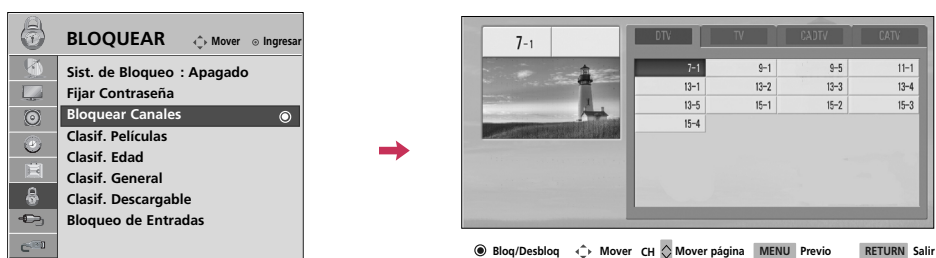 BLOQUEAR
Mover
Ingresar
Sist. de Bloqueo : Apagado
Fijar Contraseña
Bloquear Canales
Clasif. Películas
Clasif. Edad
Clasif. General
Clasif. Descargable
Bloqueo de Entradas
7-1
DTV TV CADTV CATV
7-1 9-1 9-5 11-1
13-1 13-2 13-3 13-4
13-5 15-1 15-2 15-3
15-4
Bloq/Desbloq Mover CH Mover página MENU Previo RETURN Salir